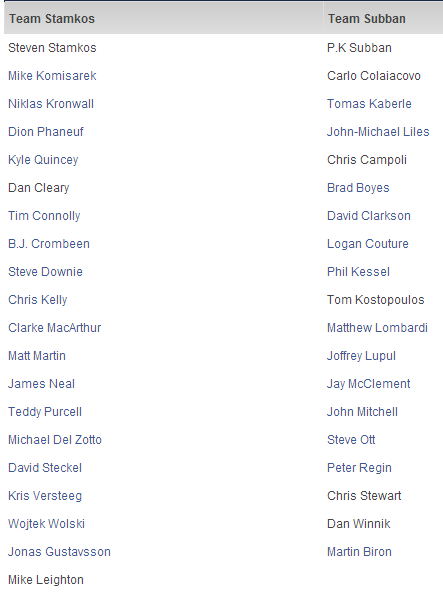 Team Stamkos Team Subban
Steven Stamkos P.K Subban
Mike Komisarek Carlo Colaiacovo
Niklas Kronwall Tomas Kaberle
Dion Phaneuf John-Michael Liles
Kyle Quincey Chris Campoli
Dan Cleary Brad Boyes
Tim Connolly David Clarkson
B.J. Crombeen Logan Couture
Steve Downie Phil Kessel
Chris Kelly Tom Kostopoulos
Clarke MacArthur Matthew Lombardi
Matt Martin Joffrey Lupul
James Neal Jay McClement
Teddy Purcell John Mitchell
Michael Del Zotto Steve Ott
David Steckel Peter Regin
Kris Versteeg Chris Stewart
Wojtek Wolski Dan Winnik
Jonas Gustavsson Martin Biron
Mike Leighton